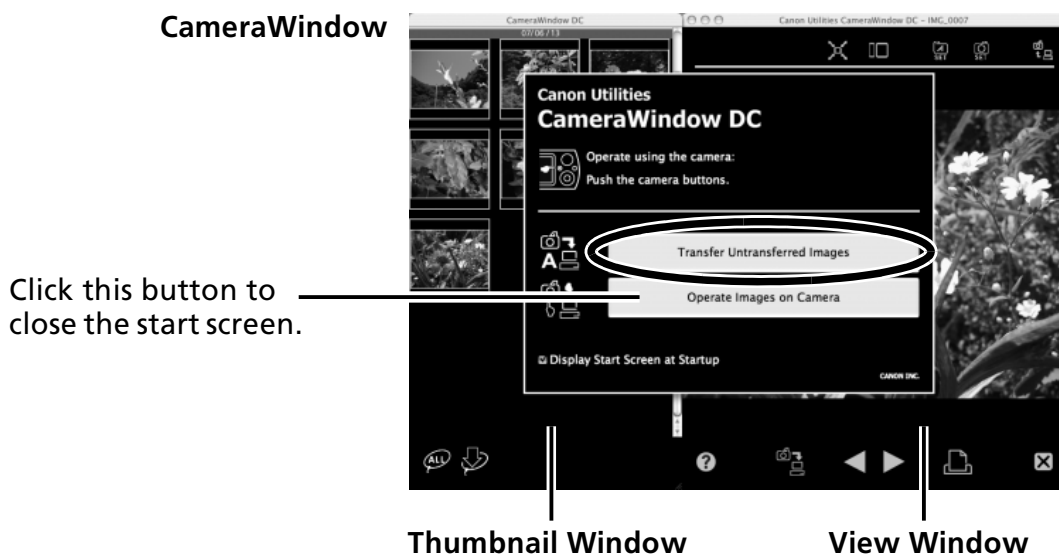 CameraWindow
CameraWindow DC
07/06/13
Canon Utilities CameraWindow DC – IMG_0007
SET
SET
Canon Utilities
CameraWindow DC
Operate using the camera:
Push the camera buttons.
A
Transfer Untransferred Images
Operate Images on Camera
Click this button to
close the start screen.
Display Start Screen at Startup
CANON INC.
ALL
?
Thumbnail Window
View Window